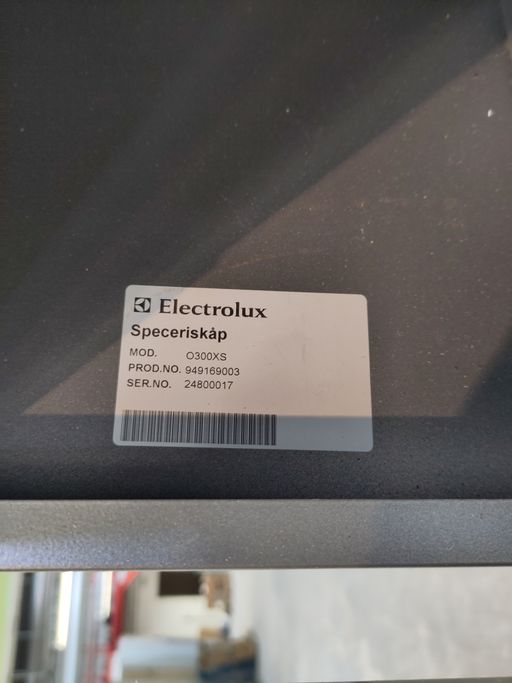 Electrolux
Speceriskåp
MOD. O300XS
PROD.NO. 949169003
SER.NO. 24800017